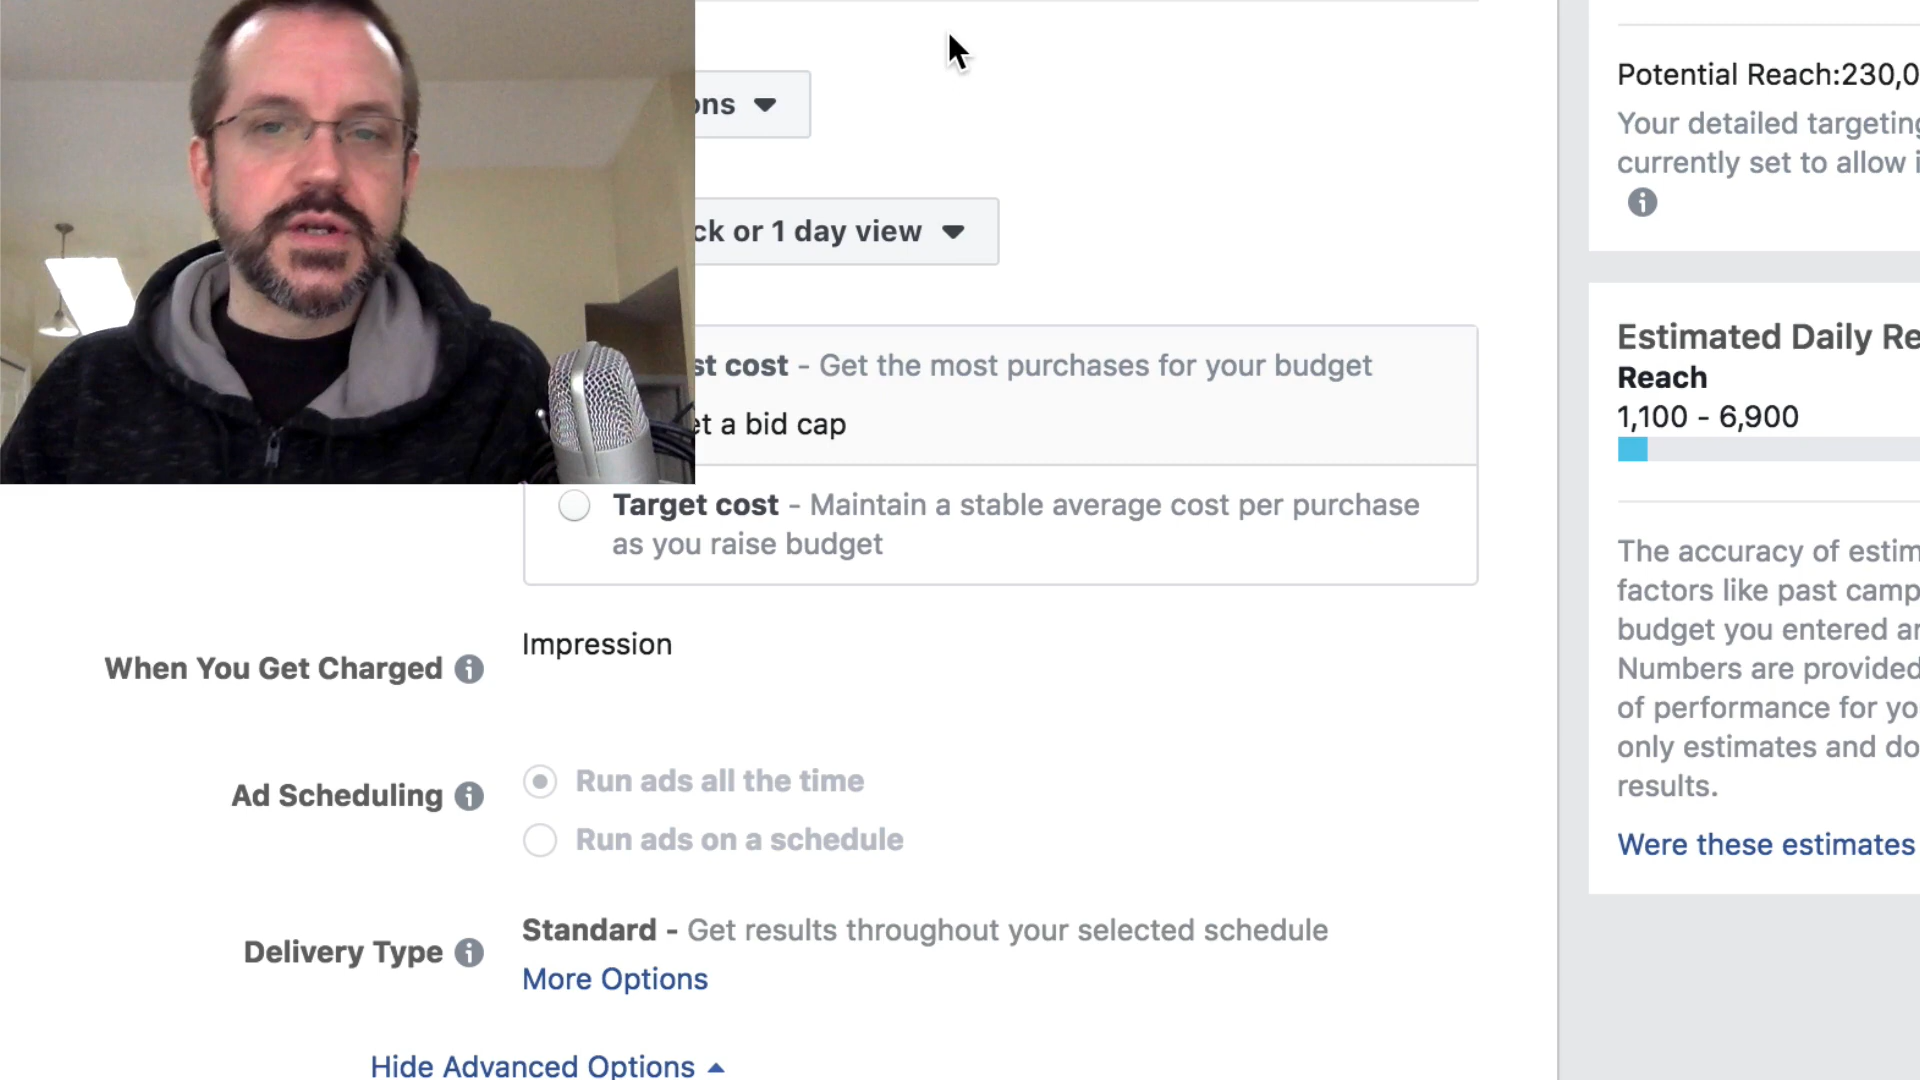 Potential Reach:230,0
Your detailed targeting
currently set to allow i
ons
ck or 1 day view
st cost - Get the most purchases for your budget
et a bid cap
Target cost - Maintain a stable average cost per purchase
as you raise budget
When You Get Charged
Impression
Ad Scheduling
Run ads all the time
Run ads on a schedule
Delivery Type
Standard - Get results throughout your selected schedule
More Options
Hide Advanced Options
Estimated Daily Re
Reach
1,100 - 6,900
The accuracy of estim
factors like past camp
budget you entered an
Numbers are provided
of performance for yo
only estimates and do
results.
Were these estimates